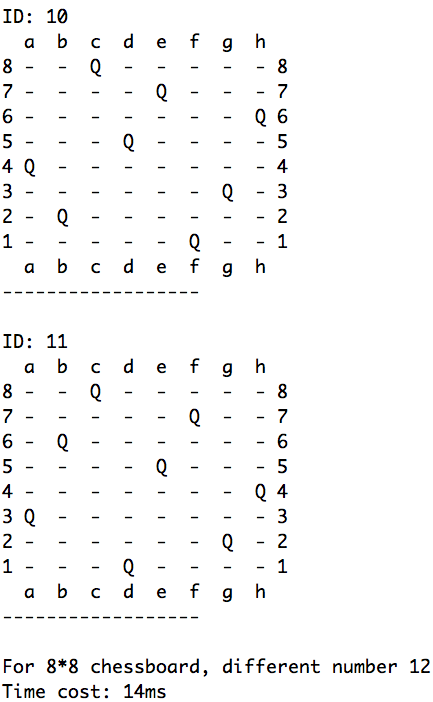 ID: 10
  a  b  c  d  e  f  g  h
8 -  -  Q  -  -  -  -  - 8
7 -  -  -  -  Q  -  -  - 7
6 -  -  -  -  -  -  -  Q 6
5 -  -  -  Q  -  -  -  - 5
4 Q  -  -  -  -  -  -  - 4
3 -  -  -  -  -  -  Q  - 3
2 -  Q  -  -  -  -  -  - 2
1 -  -  -  -  -  Q  -  - 1
  a  b  c  d  e  f  g  h
------------------
ID: 11
  a  b  c  d  e  f  g  h
8 -  -  Q  -  -  -  -  - 8
7 -  -  -  -  -  Q  -  - 7
6 -  Q  -  -  -  -  -  - 6
5 -  -  -  -  Q  -  -  - 5
4 -  -  -  -  -  -  -  Q 4
3 Q  -  -  -  -  -  -  - 3
2 -  -  -  -  -  -  Q  - 2
1 -  -  -  Q  -  -  -  - 1
  a  b  c  d  e  f  g  h
------------------
For 8*8 chessboard, different number 12
Time cost: 14ms